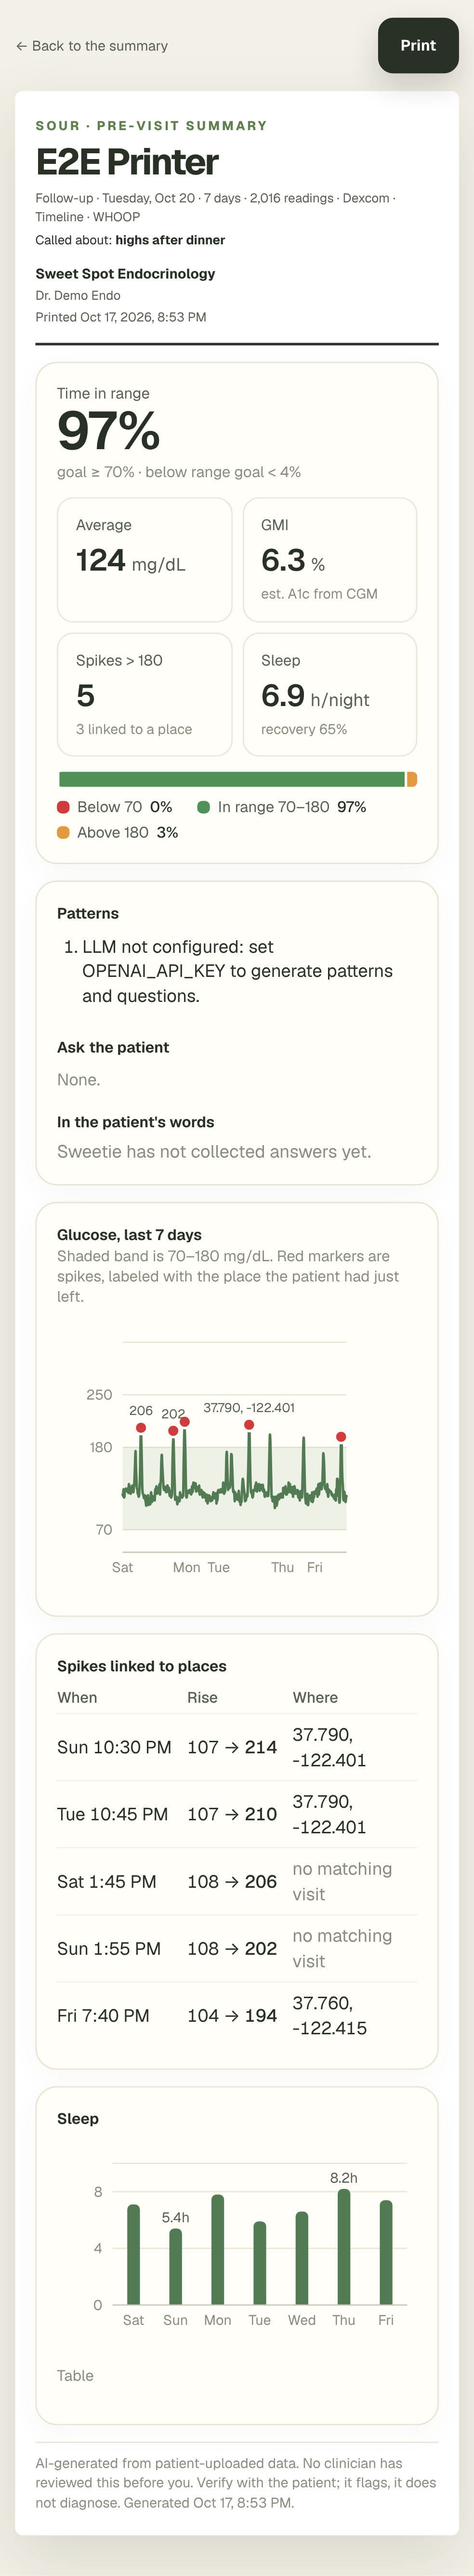 ← Back to the summary
Print
SOUR · PRE-VISIT SUMMARY
E2E Printer
Follow-up · Tuesday, Oct 20 · 7 days · 2,016 readings · Dexcom ·
Timeline · WHOOP
Called about: highs after dinner
Sweet Spot Endocrinology
Dr. Demo Endo
Printed Oct 17, 2026, 8:53 PM
Time in range
97%
goal ≥ 70% · below range goal < 4%
Average
124 mg/dL
GMI
6.3 %
est. A1c from CGM
Spikes > 180
5
3 linked to a place
Sleep
6.9 h/night
recovery 65%
Below 70 0% In range 70–180 97%
Above 180 3%
Patterns
1. LLM not configured: set
OPENAI_API_KEY to generate patterns
and questions.
Ask the patient
None.
In the patient's words
Sweetie has not collected answers yet.
Glucose, last 7 days
Shaded band is 70–180 mg/dL. Red markers are
spikes, labeled with the place the patient had just
left.
250
206 202 37.790, -122.401
180
70
Sat Mon Tue Thu Fri
Spikes linked to places
When Rise Where
Sun 10:30 PM 107 → 214 37.790,
-122.401
Tue 10:45 PM 107 → 210 37.790,
-122.401
Sat 1:45 PM 108 → 206 no matching
visit
Sun 1:55 PM 108 → 202 no matching
visit
Fri 7:40 PM 104 → 194 37.760,
-122.415
Sleep
8.2h
8
5.4h
4
0
Sat Sun Mon Tue Wed Thu Fri
Table
AI-generated from patient-uploaded data. No clinician has
reviewed this before you. Verify with the patient; it flags, it does
not diagnose. Generated Oct 17, 8:53 PM.